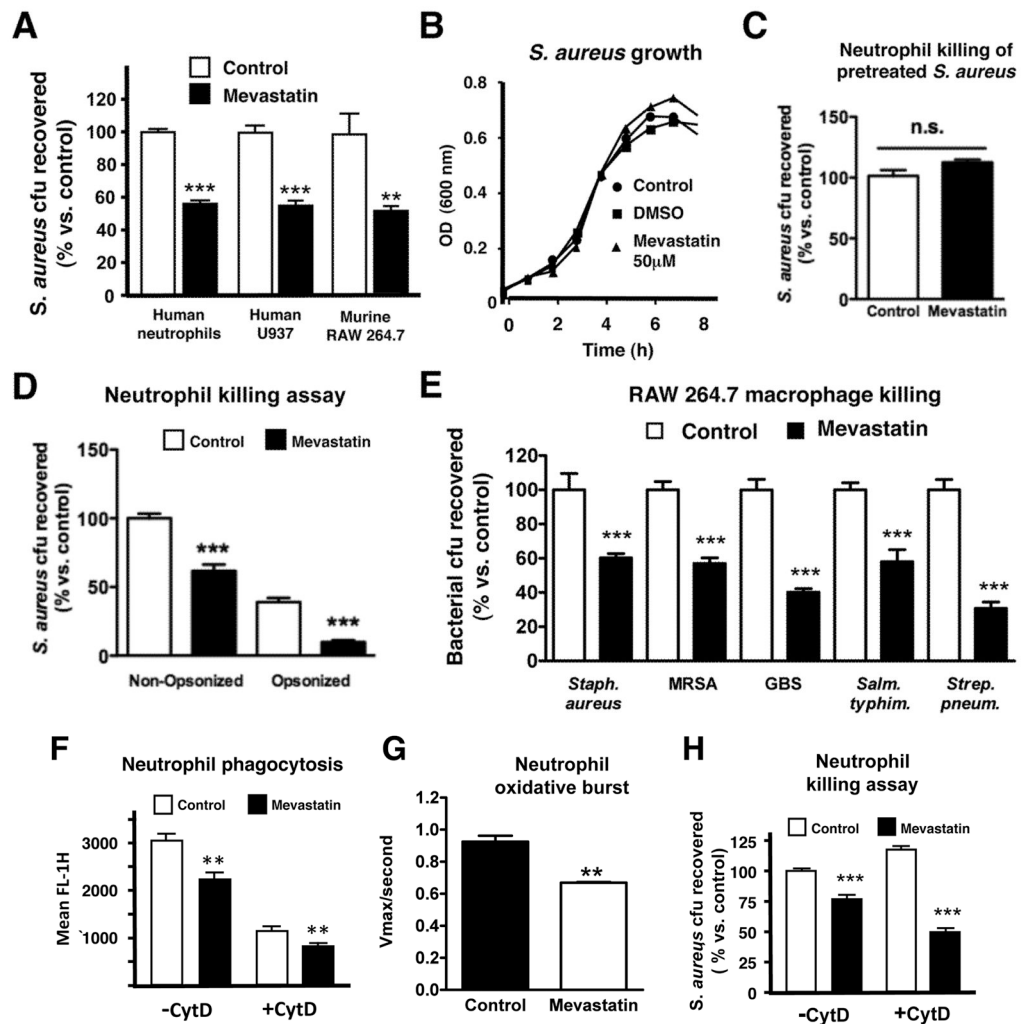 A
Control
Mevastatin
S. aureus cfu recovered
(% vs. control)
120
100
80
60
40
20
0
***
***
**
Human
neutrophils
Human
U937
Murine
RAW 264.7
B
S. aureus growth
OD (600 nm)
0.8
0.6
0.4
0.2
0
Control
DMSO
Mevastatin
50µM
0 2 4 6 8
Time (h)
C
Neutrophil killing of
pretreated S. aureus
S. aureus cfu recovered
(% vs. control)
150
100
50
0
n.s.
Control Mevastatin
D
Neutrophil killing assay
Control Mevastatin
S. aureus cfu recovered
(% vs. control)
150
100
50
0
***
***
Non-Opsonized Opsonized
E
RAW 264.7 macrophage killing
Control Mevastatin
Bacterial cfu recovered
(% vs. control)
120
100
80
60
40
20
0
***
***
***
***
***
Staph.
aureus
MRSA
GBS
Salm.
typhim.
Strep.
pneum.
F
Neutrophil phagocytosis
Control Mevastatin
Mean FL-1H
3000
2000
`1000
**
**
-CytD +CytD
G
Neutrophil
oxidative burst
Vmax/second
1.2
1.0
0.8
0.6
0.4
0.2
0.0
**
Control Mevastatin
H
Neutrophil
killing assay
Control Mevastatin
S. aureus cfu recovered
( % vs. control)
125
100
75
50
25
0
***
***
-CytD +CytD